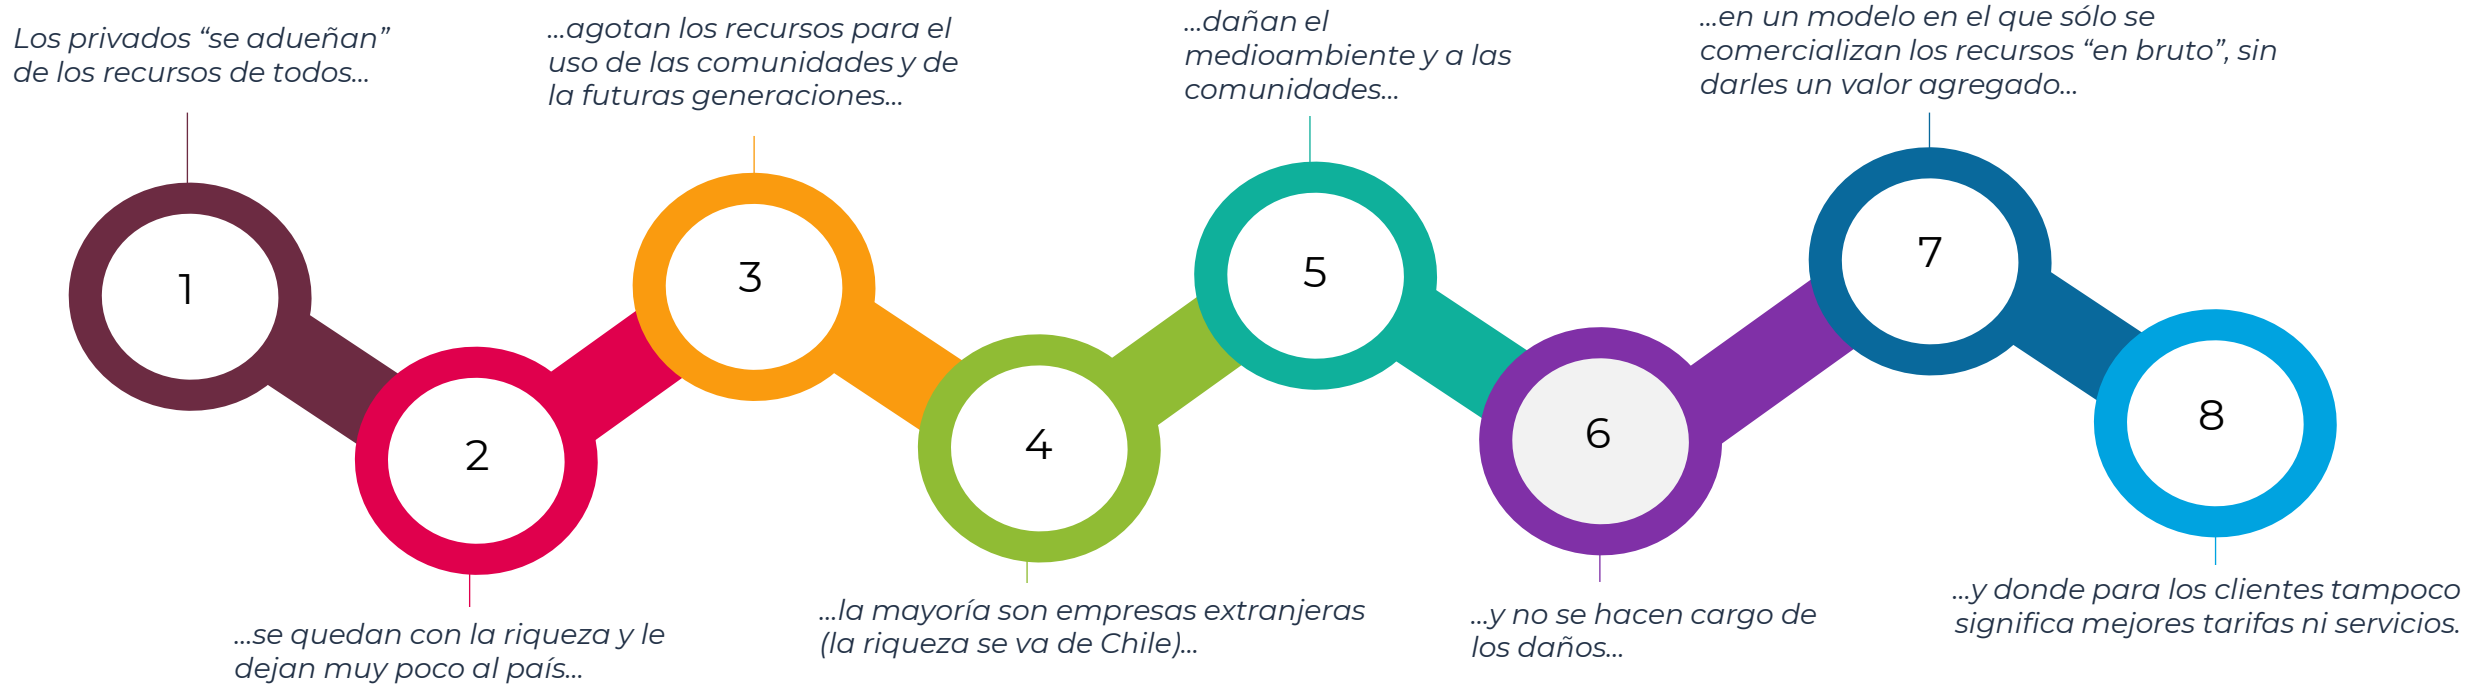 Los privados “se adueñan”
de los recursos de todos...
1
...se quedan con la riqueza y le
dejan muy poco al país...
2
...agotan los recursos para el
uso de las comunidades y de
la futuras generaciones...
3
...la mayoría son empresas extranjeras
(la riqueza se va de Chile)...
4
...dañan el
medioambiente y a las
comunidades...
5
...y no se hacen cargo de
los daños...
6
...en un modelo en el que sólo se
comercializan los recursos “en bruto”, sin
darles un valor agregado...
7
...y donde para los clientes tampoco
significa mejores tarifas ni servicios.
8